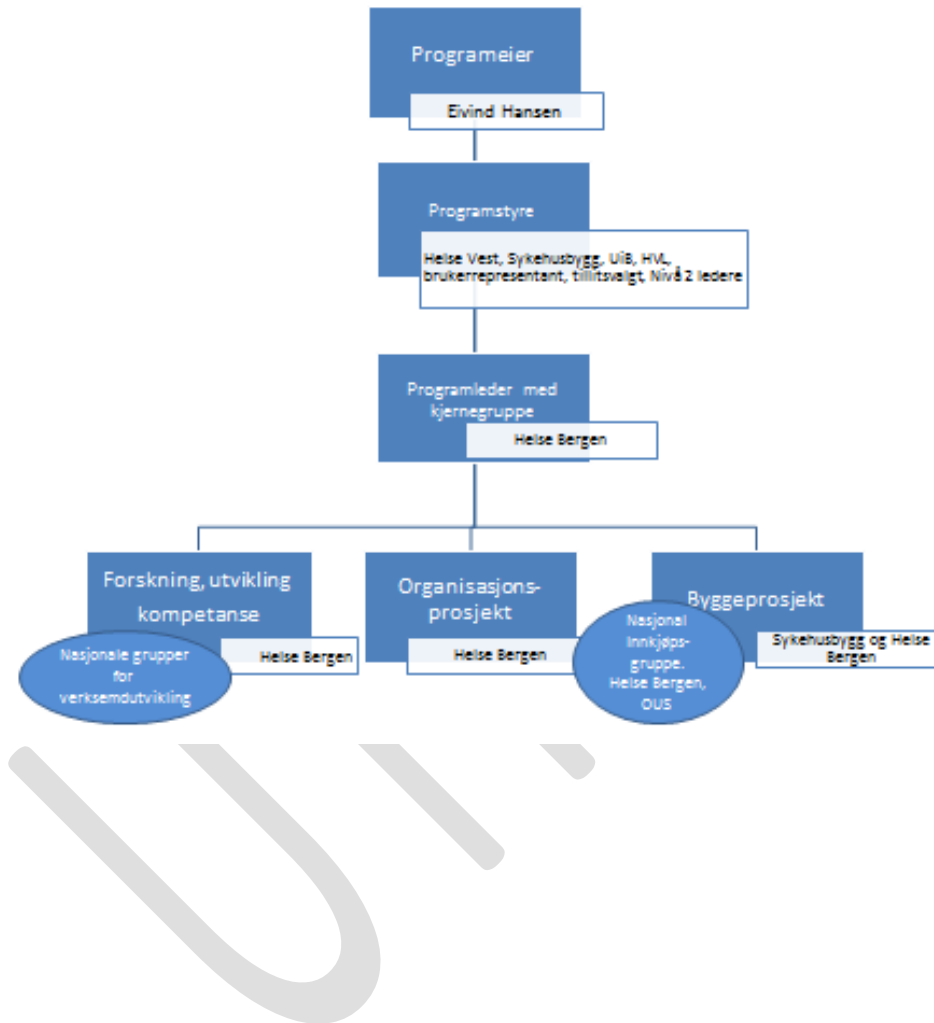 Programeier
Eivind Hansen
Programstyre
Helse Vest, Sykehusbygg, UiB, HVL,
brukerrepresentant, tillitsvalgt, Nivå 2 ledere
Programleder med
kjernegruppe
Helse Bergen
Forskning, utvikling
kompetanse
Helse Bergen
Nasjonale grupper
for
verksemdutvikling
Organisasjons-
prosjekt
Helse Bergen
Byggeprosjekt
Sykehusbygg og Helse
Bergen
Nasjonal
Innkjøps-
gruppe.
Helse Bergen,
OUS